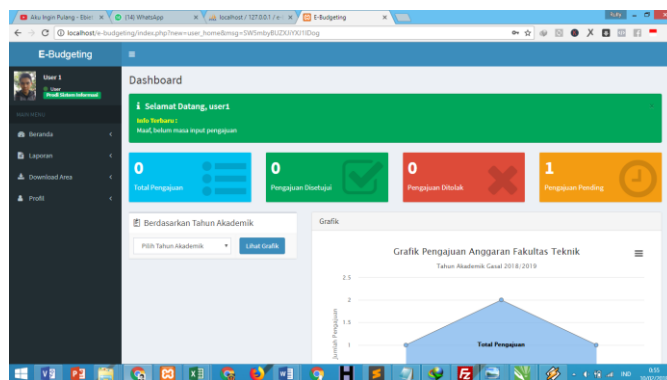 Aku Ingin Pulang - Ebiet
(14) WhatsApp
localhost / 127.0.0.1 / e-
E-Budgeting
localhost/e-budgeting/index.php?new=user_home&msg=
E-Budgeting
User 1
User
Prodi Sistem Informasi
MAIN MENU
Beranda
Laporan
Download Area
Profil
Dashboard
Selamat Datang, user1
Info Terbaru :
Maaf, belum masa input pengajuan
0
Total Pengajuan
0
Pengajuan Disetujui
0
Pengajuan Ditolak
1
Pengajuan Pending
Berdasarkan Tahun Akademik
Pilih Tahun Akademik
Lihat Grafik
Grafik
Grafik Pengajuan Anggaran Fakultas Teknik
Tahun Akademik Gasal 2018/2019
2.5
2
1.5
1
Jumlah Pengajuan
Total Pengajuan
IND
0:55